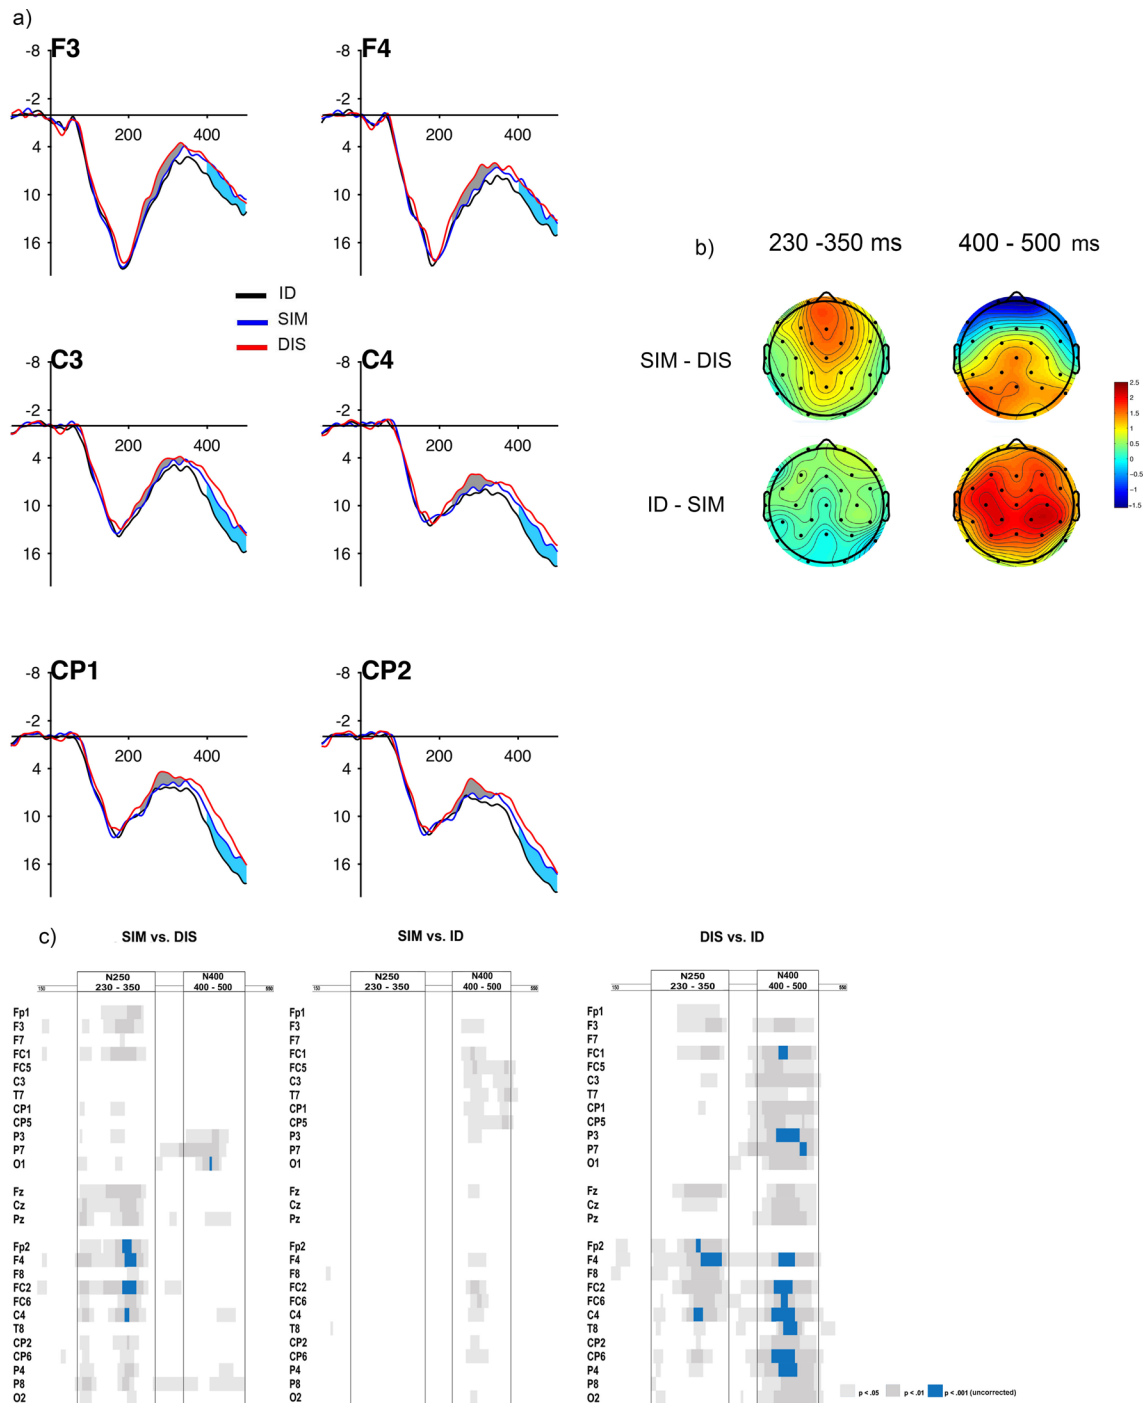 a)
F3
F4
-8
-8
-2
-2
200
400
200
400
4
4
10
10
16
16
ID
SIM
DIS
b)
230 -350 ms
400 - 500 ms
SIM - DIS
ID - SIM
2.5
2
1.5
1
0.5
0
-0.5
-1
-1.5
C3
C4
-8
-8
-2
-2
200
400
200
400
4
4
10
10
16
16
CP1
CP2
-8
-8
-2
-2
200
400
200
400
4
4
10
10
16
16
c)
SIM vs. DIS
SIM vs. ID
DIS vs. ID
N250
230 - 350
N400
400 - 500
150
550
N250
230 - 350
N400
400 - 500
150
550
N250
230 - 350
N400
400 - 500
150
550
Fp1
F3
F7
FC1
FC5
C3
T7
CP1
CP5
P3
P7
O1
Fz
Cz
Pz
Fp2
F4
F8
FC2
FC6
C4
T8
CP2
CP6
P4
P8
O2
Fp1
F3
F7
FC1
FC5
C3
T7
CP1
CP5
P3
P7
O1
Fz
Cz
Pz
Fp2
F4
F8
FC2
FC6
C4
T8
CP2
CP6
P4
P8
O2
Fp1
F3
F7
FC1
FC5
C3
T7
CP1
CP5
P3
P7
O1
Fz
Cz
Pz
Fp2
F4
F8
FC2
FC6
C4
T8
CP2
CP6
P4
P8
O2
p < .05
p < .01
p < .001 (uncorrected)